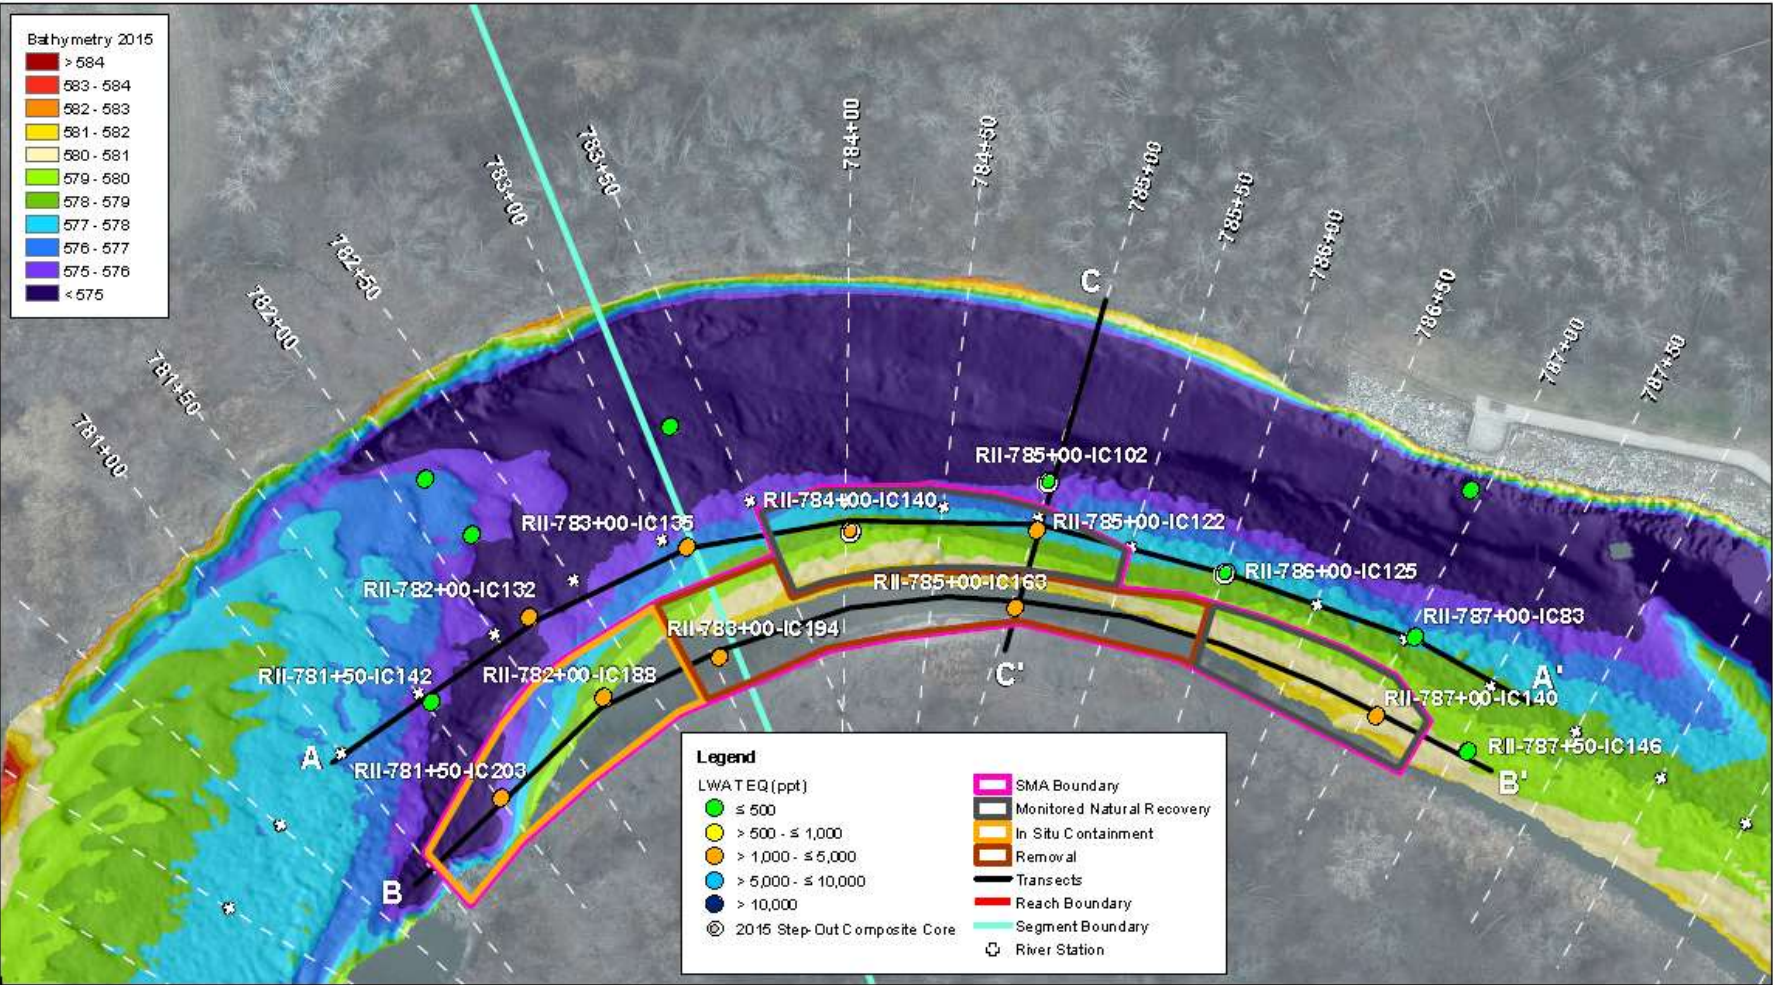 Bathymetry 2015
> 584
583 - 584
582 - 583
581 - 582
580 - 581
579 - 580
578 - 579
577 - 578
576 - 577
575 - 576
< 575
781+00
781+50
782+00
782+50
783+00
783+50
784+00
784+50
785+00
785+50
786+00
786+50
787+00
787+50
C
RII-785+00-IC102
RII-784+00-IC140
RII-783+00-IC135
RII-785+00-IC122
RII-786+00-IC125
RII-782+00-IC132
RII-785+00-IC163
RII-787+00-IC83
RII-783+00-IC194
RII-781+50-IC142
RII-782+00-IC188
C'
A'
RII-787+00-IC140
A
RII-781+50-IC203
RII-787+50-IC146
B'
B
Legend
LWA TEQ (ppt)
≤ 500
> 500 - ≤ 1,000
> 1,000 - ≤ 5,000
> 5,000 - ≤ 10,000
> 10,000
2015 Step-Out Composite Core
SMA Boundary
Monitored Natural Recovery
In Situ Containment
Removal
Transects
Reach Boundary
Segment Boundary
River Station